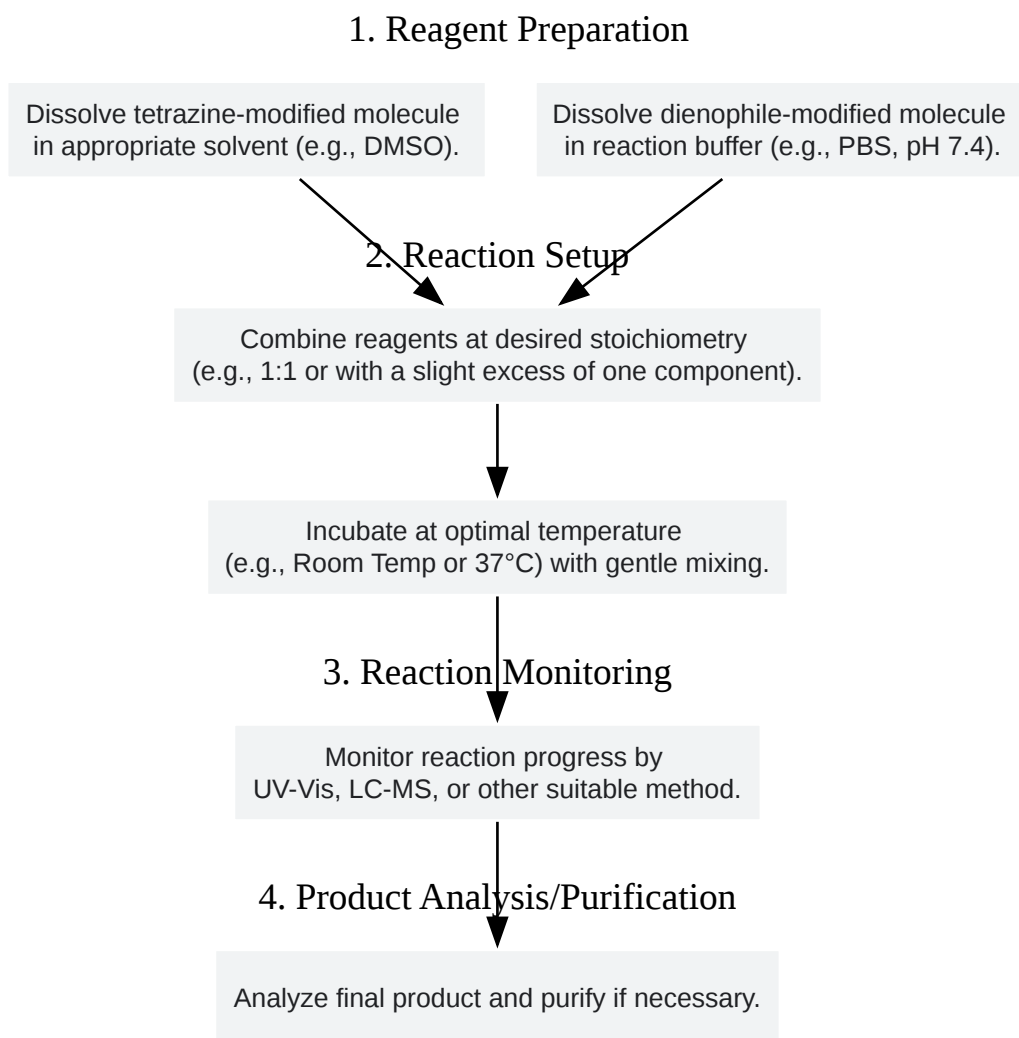 1. Reagent Preparation
Dissolve tetrazine-modified molecule
in appropriate solvent (e.g., DMSO).
Dissolve dienophile-modified molecule
in reaction buffer (e.g., PBS, pH 7.4).
2. Reaction Setup
Combine reagents at desired stoichiometry
(e.g., 1:1 or with a slight excess of one component).
Incubate at optimal temperature
(e.g., Room Temp or 37°C) with gentle mixing.
3. Reaction Monitoring
Monitor reaction progress by
UV-Vis, LC-MS, or other suitable method.
4. Product Analysis/Purification
Analyze final product and purify if necessary.